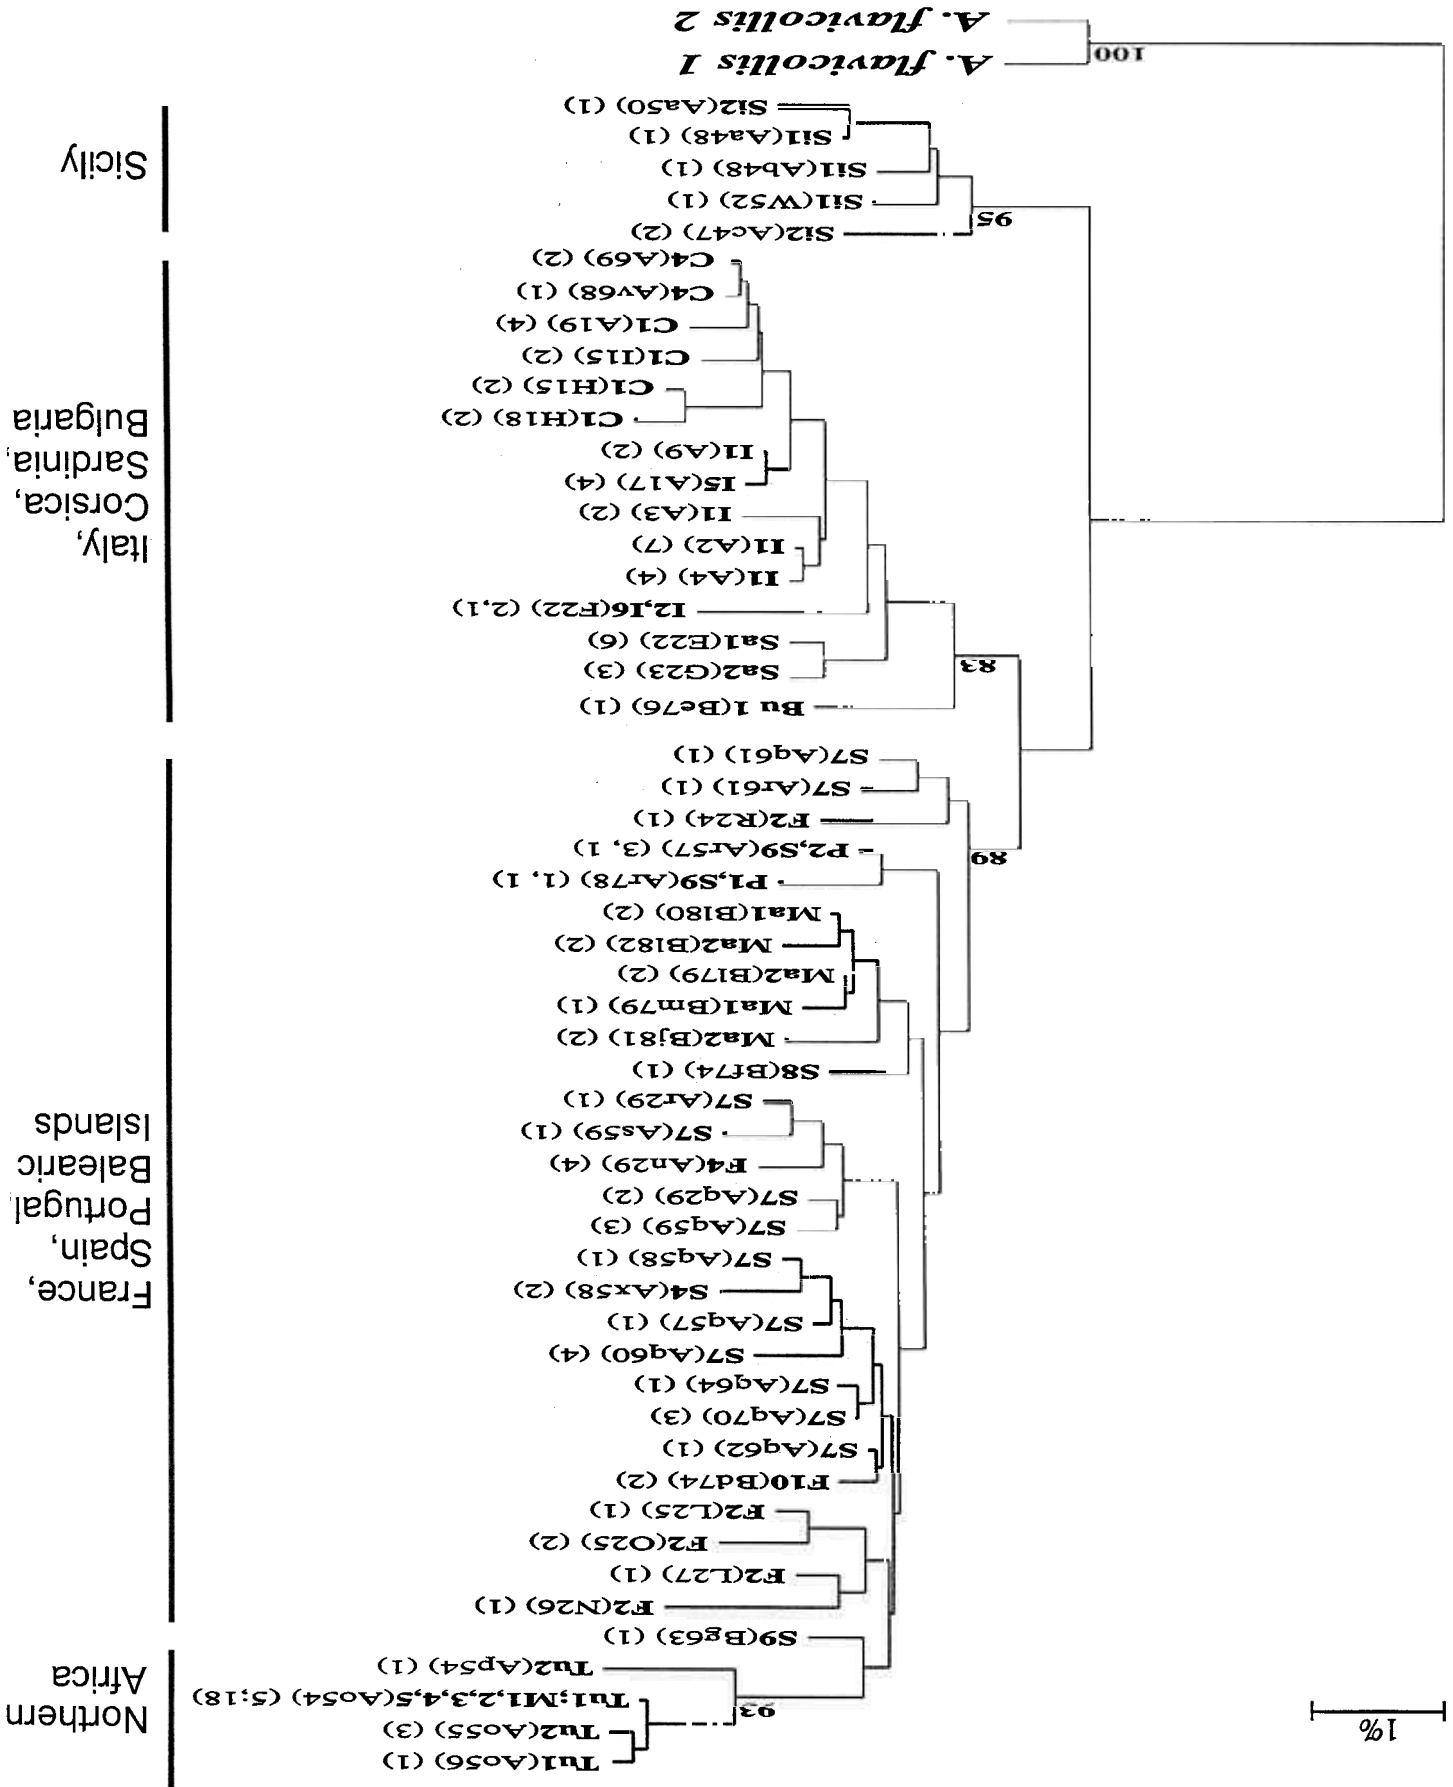 1%
Tu1(Ao56) (1)
Tu2(Ao55) (3)
Tu1;M1,2,3,4,5(Ao54) (5;18)
Tu2(Ap54) (1)
93
Northern
Africa
S9(Bg63) (1)
F2(N26) (1)
F2(L27) (1)
F2(O25) (2)
F2(L25) (1)
F10(Bd74) (2)
S7(Aq62) (1)
S7(Aq70) (3)
S7(Aq64) (1)
S7(Aq60) (4)
S7(Aq57) (1)
S4(Ax58) (2)
S7(Aq58) (1)
S7(Aq59) (3)
S7(Aq29) (2)
F4(An29) (4)
S7(As59) (1)
S7(Ar29) (1)
S8(Bf74) (1)
Ma2(Bj81) (2)
Ma1(Bm79) (1)
Ma2(B179) (2)
Ma2(B182) (2)
Ma1(B180) (2)
P1,S9(Ar78) (1, 1)
P2,S9(Ar57) (3, 1)
F2(R24) (1)
S7(Ar61) (1)
S7(Aq61) (1)
89
France,
Spain,
Portugal
Balearic
Islands
Bu 1(Be76) (1)
Sa2(G23) (3)
Sa1(E22) (6)
I2,I6(F22) (2,1)
I1(A4) (4)
I1(A2) (7)
I1(A3) (2)
I5(A17) (4)
I1(A9) (2)
C1(H18) (2)
C1(H15) (2)
C1(I15) (2)
C1(A19) (4)
C4(Av68) (1)
C4(A69) (2)
83
Italy,
Corsica,
Sardinia,
Bulgaria
Si2(Ac47) (2)
Si1(W52) (1)
Si1(Ab48) (1)
Si1(Aa48) (1)
Si2(Aa50) (1)
95
Sicily
100
A. flavicollis 1
A. flavicollis 2